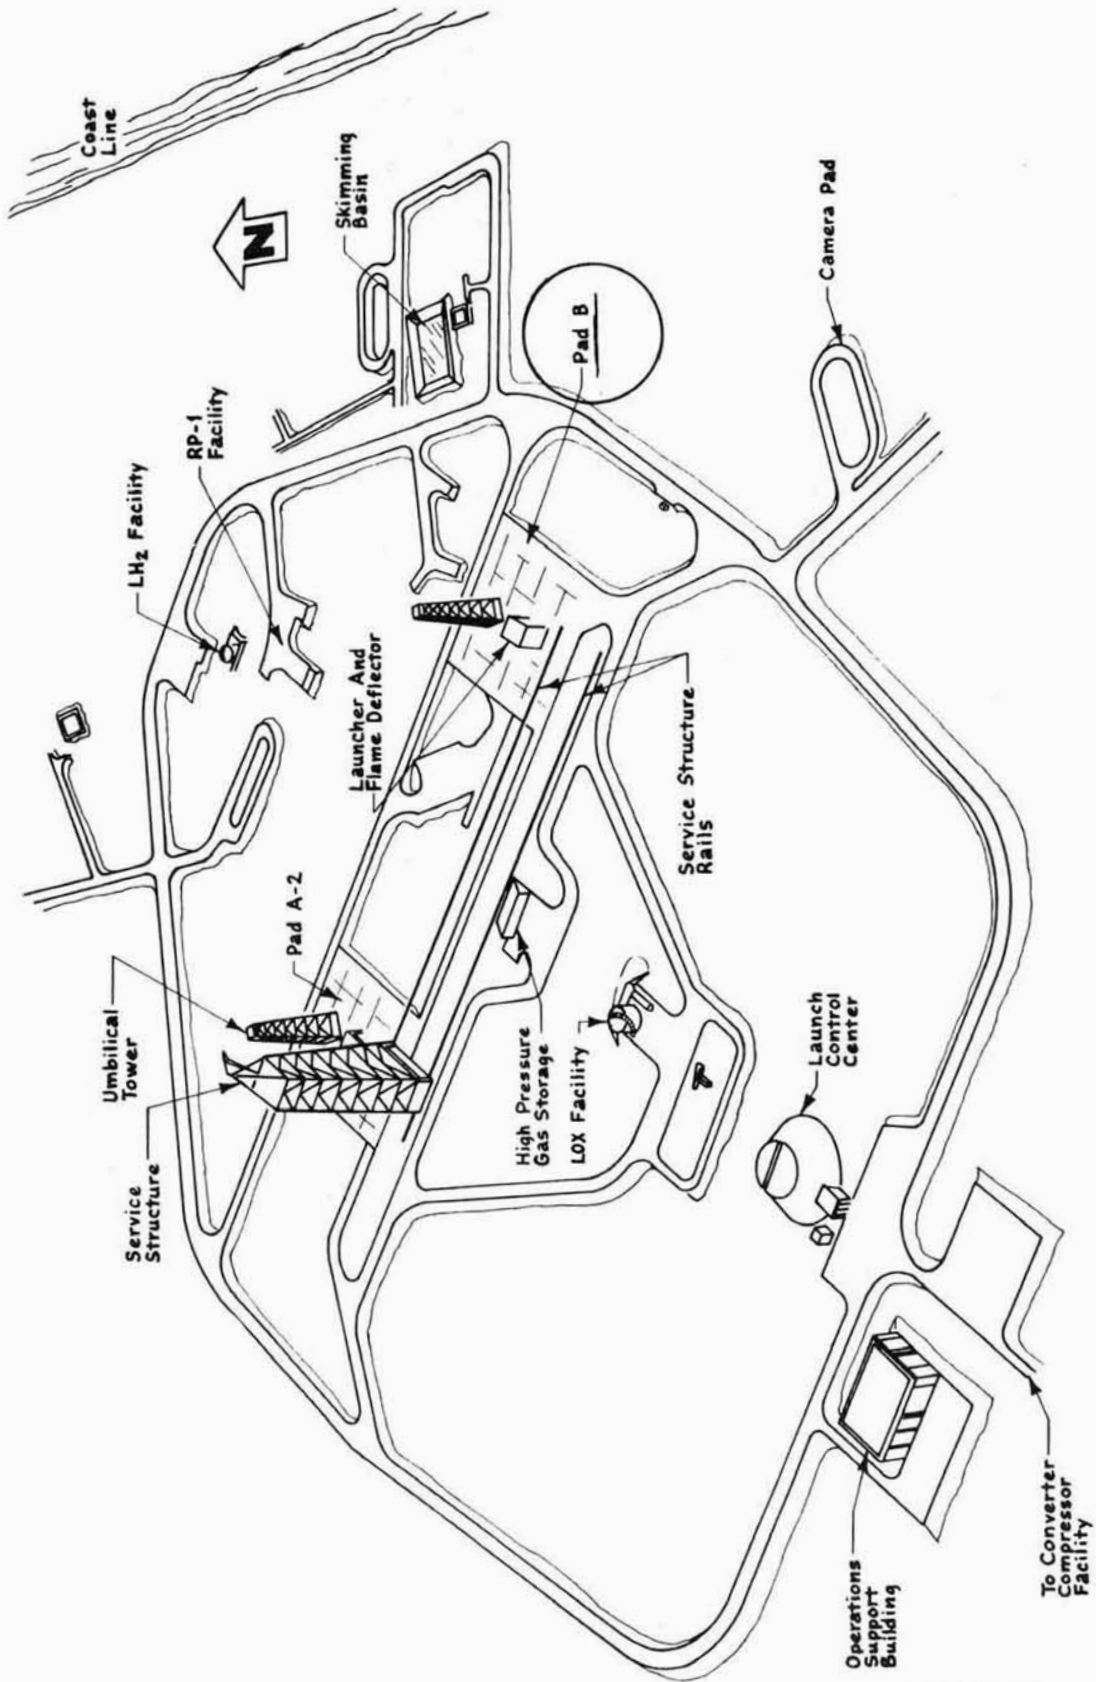 Coast
Line
N
Skimming
Basin
RP-1
Facility
LH2 Facility
Pad B
Camera Pad
Launcher And
Flame Deflector
Service Structure
Rails
Pad A-2
Umbilical
Tower
Service
Structure
High Pressure
Gas Storage
LOX Facility
Launch
Control
Center
Operations
Support
Building
To Converter
Compressor
Facility